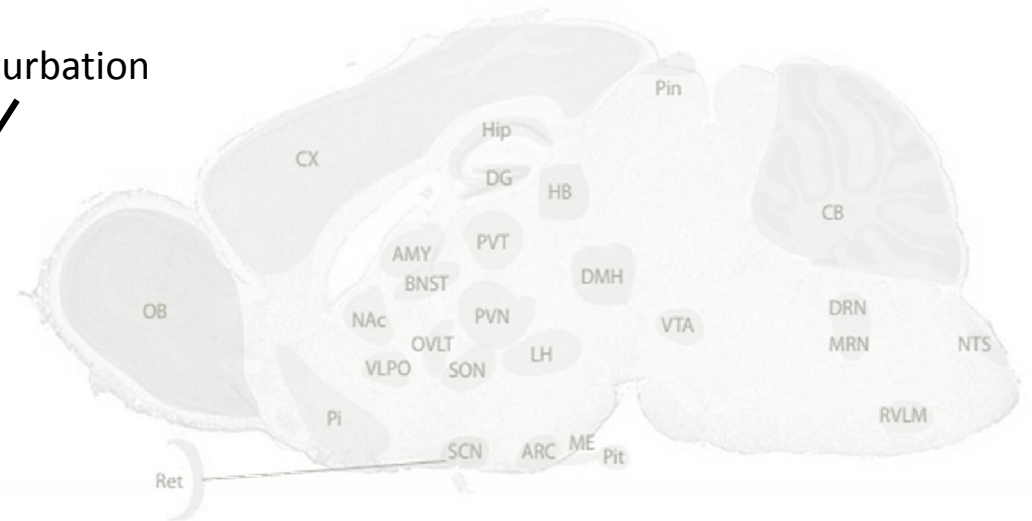 urbation
Pin
Hip
CX
DG
HB
CB
PVT
AMY
DMH
BNST
OB
NAc
PVN
DRN
VTA
OVLT
MRN
NTS
LH
VLPO
SON
Pi
RVLM
SCN
ARC
ME
Pit
Ret